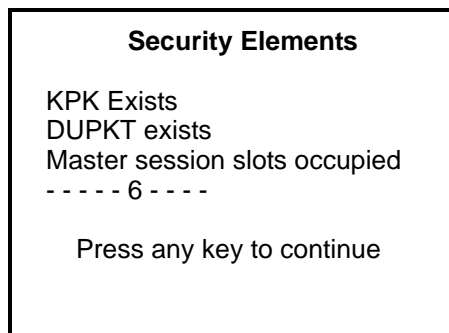 Security Elements
KPK Exists
DUPKT exists
Master session slots occupied
- - - - - 6 - - - -
Press any key to continue